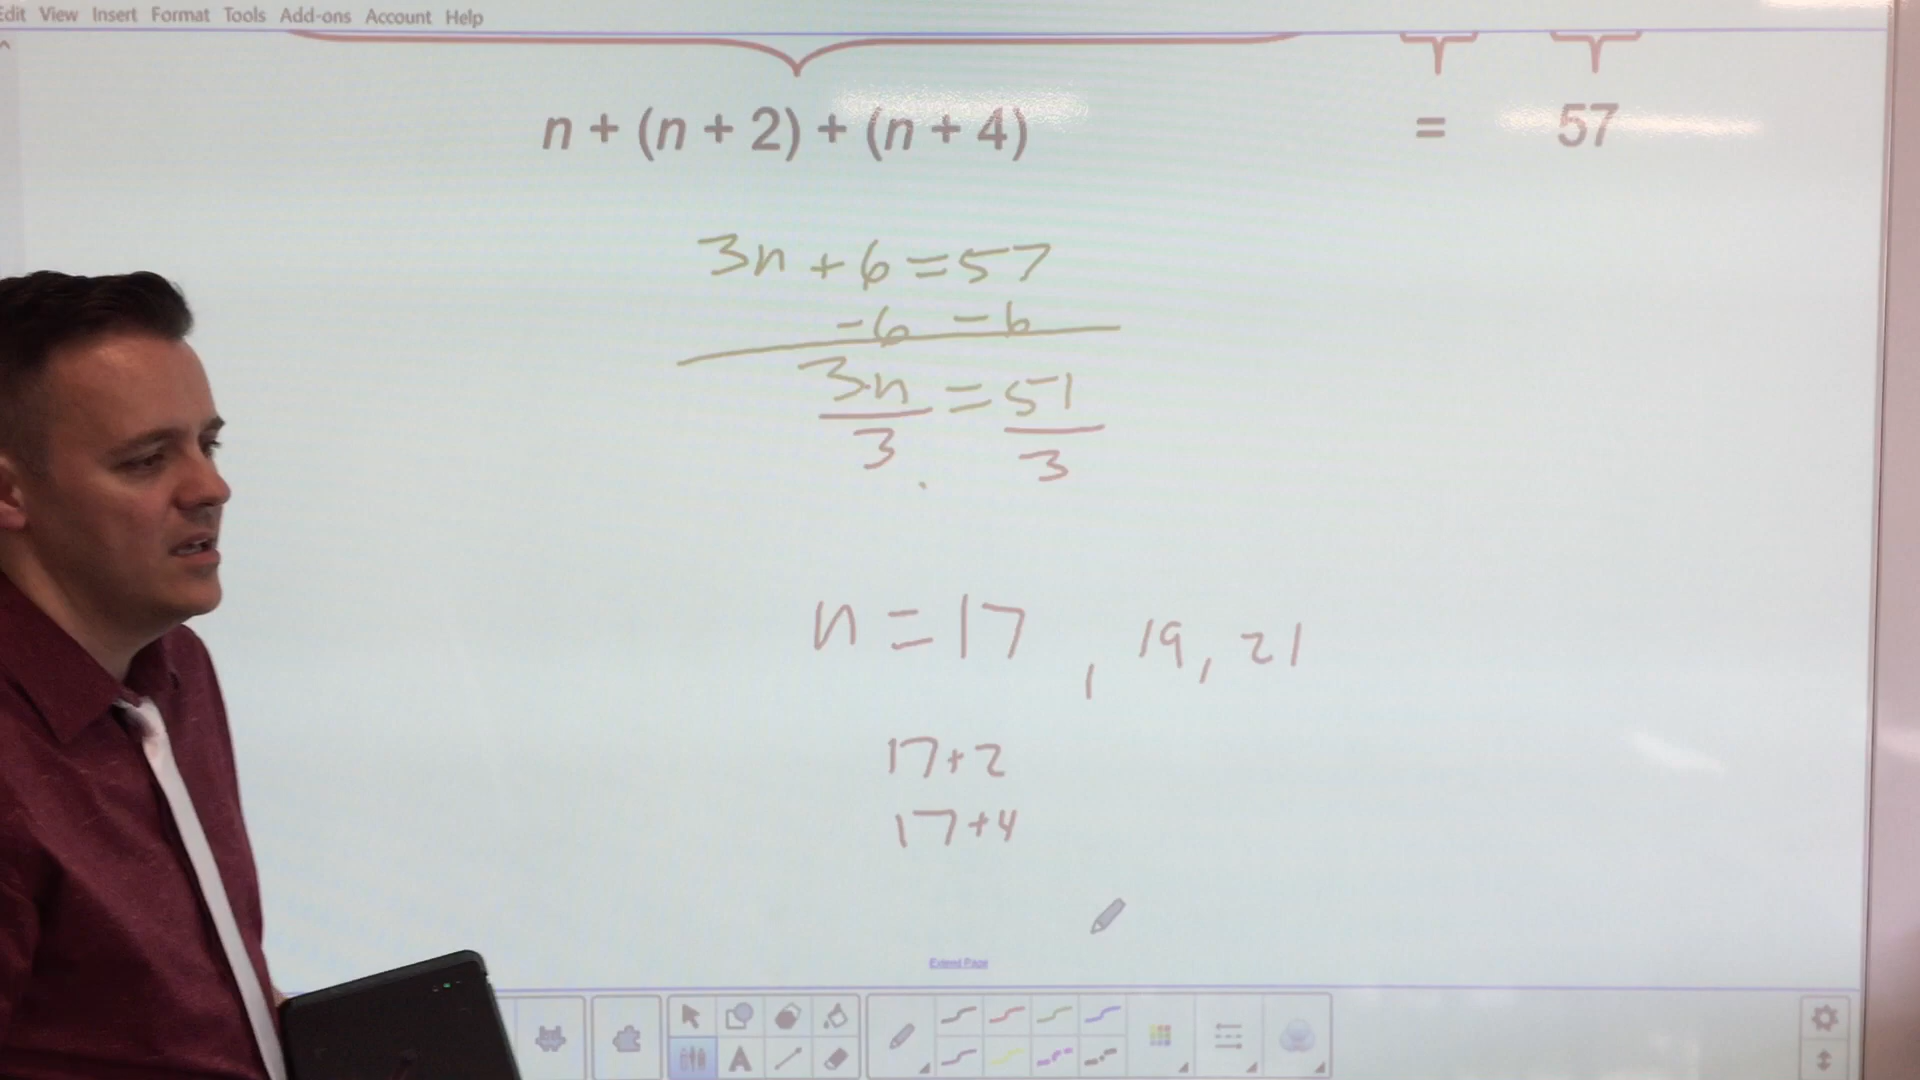 Edit View Insert Format Tools Add-ons Account Help
n + (n + 2) + (n + 4) = 57
3n + 6 = 57
-6 -6
3n = 51
3 3
n = 17 , 19, 21
17+2
17+4
Extend Page
A